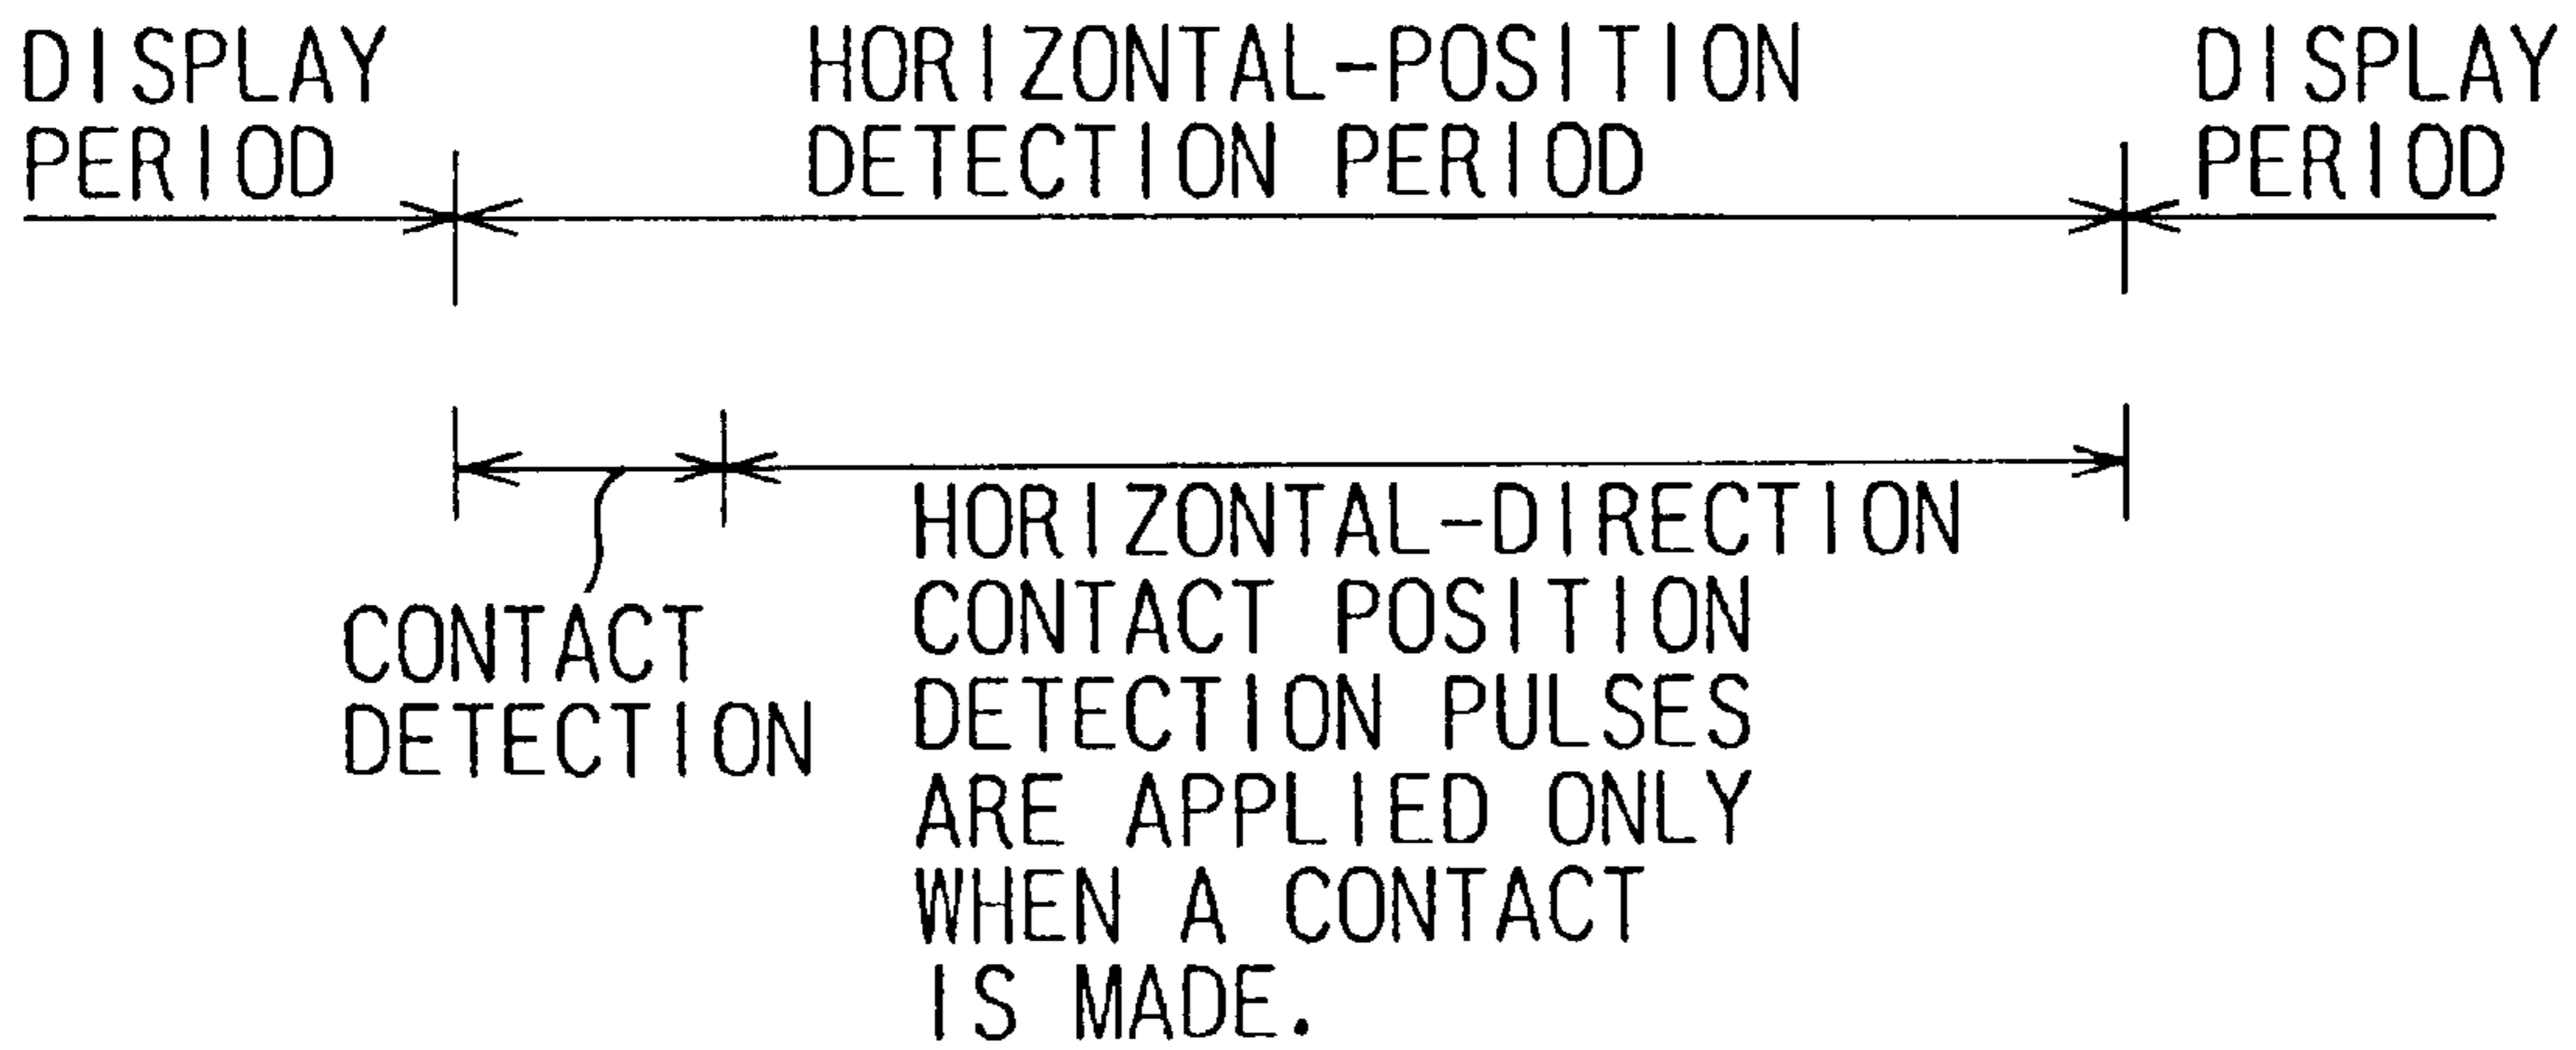 DISPLAY
PERIOD
HORIZONTAL-POSITION
DETECTION PERIOD
DISPLAY
PERIOD
CONTACT
DETECTION
HORIZONTAL-DIRECTION
CONTACT POSITION
DETECTION PULSES
ARE APPLIED ONLY
WHEN A CONTACT
IS MADE.